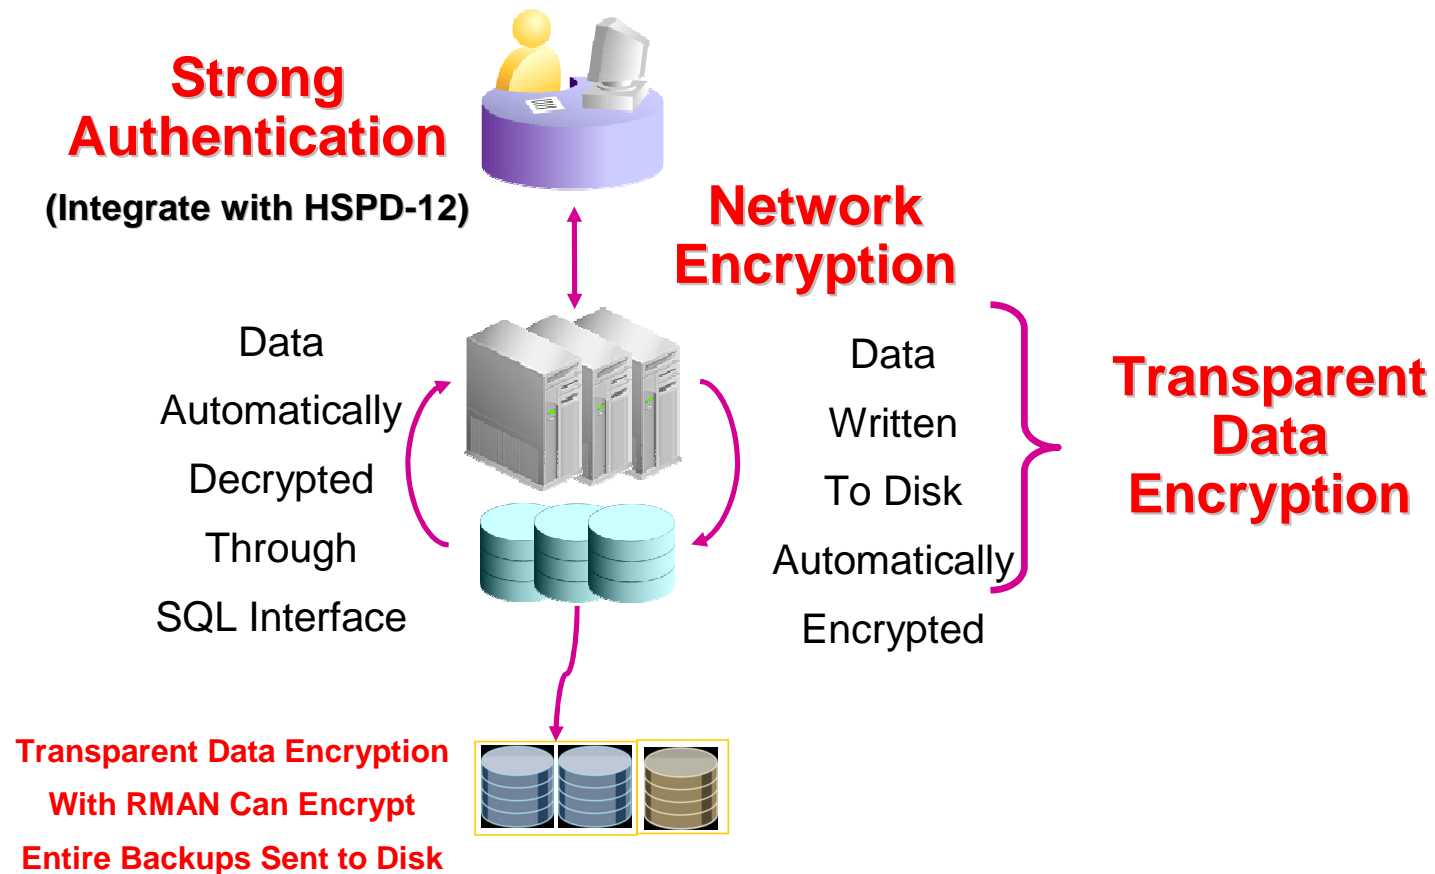 Strong
Authentication
(Integrate with HSPD-12)
Network
Encryption
Data
Automatically
Decrypted
Through
SQL Interface
Data
Written
To Disk
Automatically
Encrypted
Transparent
Data
Encryption
Transparent Data Encryption
With RMAN Can Encrypt
Entire Backups Sent to Disk